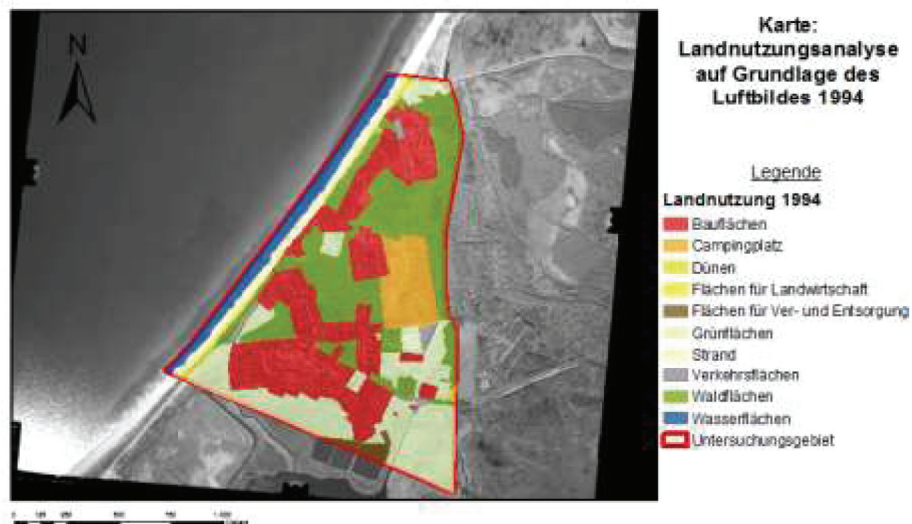 N
Karte:
Landnutzungsanalyse
auf Grundlage des
Luftbildes 1994
Legende
Landnutzung 1994
Bauflächen
Campingplatz
Dünen
Flächen für Landwirtschaft
Flächen für Ver- und Entsorgung
Grünflächen
Strand
Verkehrsflächen
Waldflächen
Wasserflächen
Untersuchungsgebiet